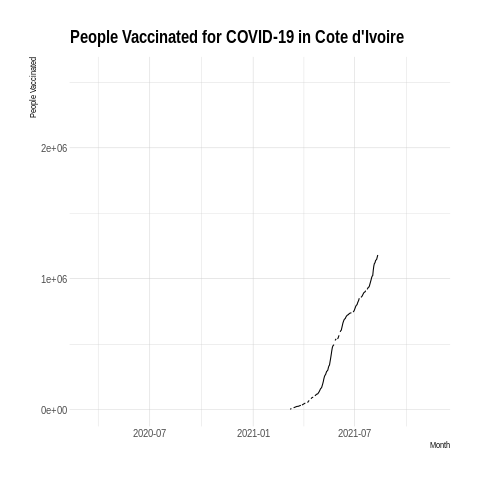 People Vaccinated for COVID-19 in Cote d'Ivoire
People Vaccinated
2e+06
1e+06
0e+00
2020-07 2021-01 2021-07
Month